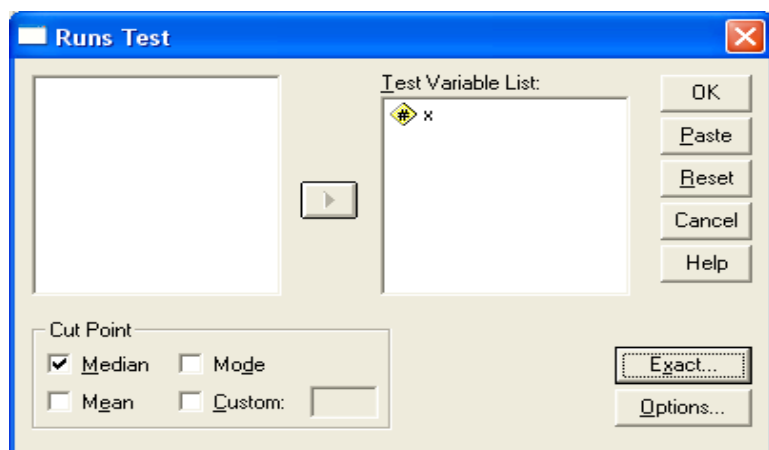 Runs Test
Test Variable List:
# x
OK
Paste
Reset
Cancel
Help
Cut Point
Median
Mode
Mean
Custom:
Exact...
Options...